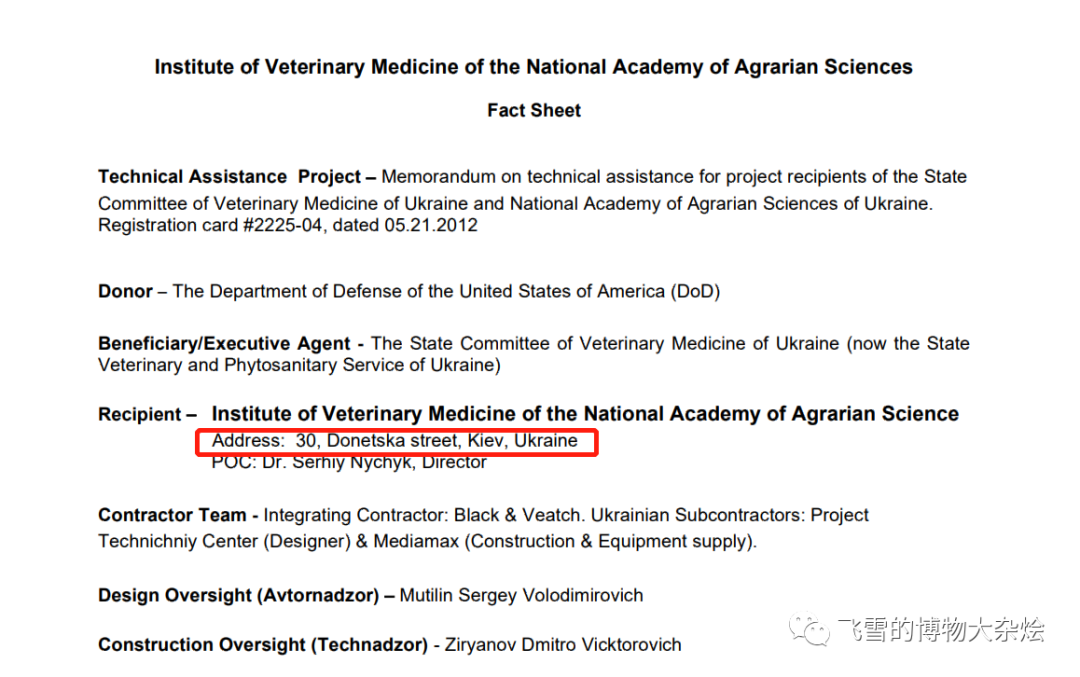 Institute of Veterinary Medicine of the National Academy of Agrarian Sciences
Fact Sheet
Technical Assistance Project – Memorandum on technical assistance for project recipients of the State
Committee of Veterinary Medicine of Ukraine and National Academy of Agrarian Sciences of Ukraine.
Registration card #2225-04, dated 05.21.2012
Donor – The Department of Defense of the United States of America (DoD)
Beneficiary/Executive Agent - The State Committee of Veterinary Medicine of Ukraine (now the State
Veterinary and Phytosanitary Service of Ukraine)
Recipient – Institute of Veterinary Medicine of the National Academy of Agrarian Science
Address: 30, Donetska street, Kiev, Ukraine
POC: Dr. Serhiy Nychyk, Director
Contractor Team - Integrating Contractor: Black & Veatch. Ukrainian Subcontractors: Project
Technichniy Center (Designer) & Mediamax (Construction & Equipment supply).
Design Oversight (Avtornadzor) – Mutilin Sergey Volodimirovich
Construction Oversight (Technadzor) - Ziryanov Dmitro Vicktorovich
飞雪的博物大杂烩